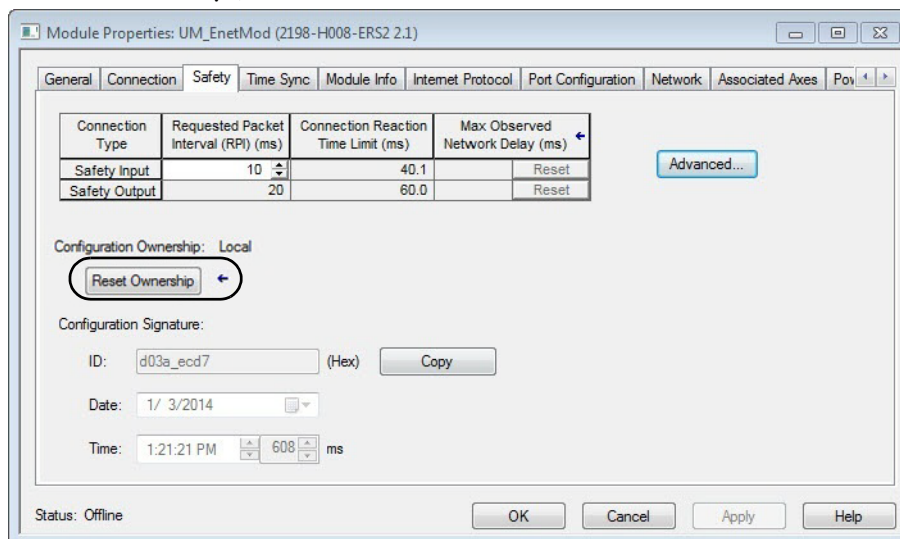 Module Properties: UM_EnetMod (2198-H008-ERS2 2.1)
General Connection Safety Time Sync Module Info Internet Protocol Port Configuration Network Associated Axes Pow
Connection Type Requested Packet Interval (RPI) (ms) Connection Reaction Time Limit (ms) Max Observed Network Delay (ms)
Safety Input 10 40.1 Reset
Safety Output 20 60.0 Reset
Advanced...
Configuration Ownership: Local
Reset Ownership
Configuration Signature:
ID: d03a_ecd7 (Hex) Copy
Date: 1/ 3/2014
Time: 1:21:21 PM 608 ms
Status: Offline OK Cancel Apply Help